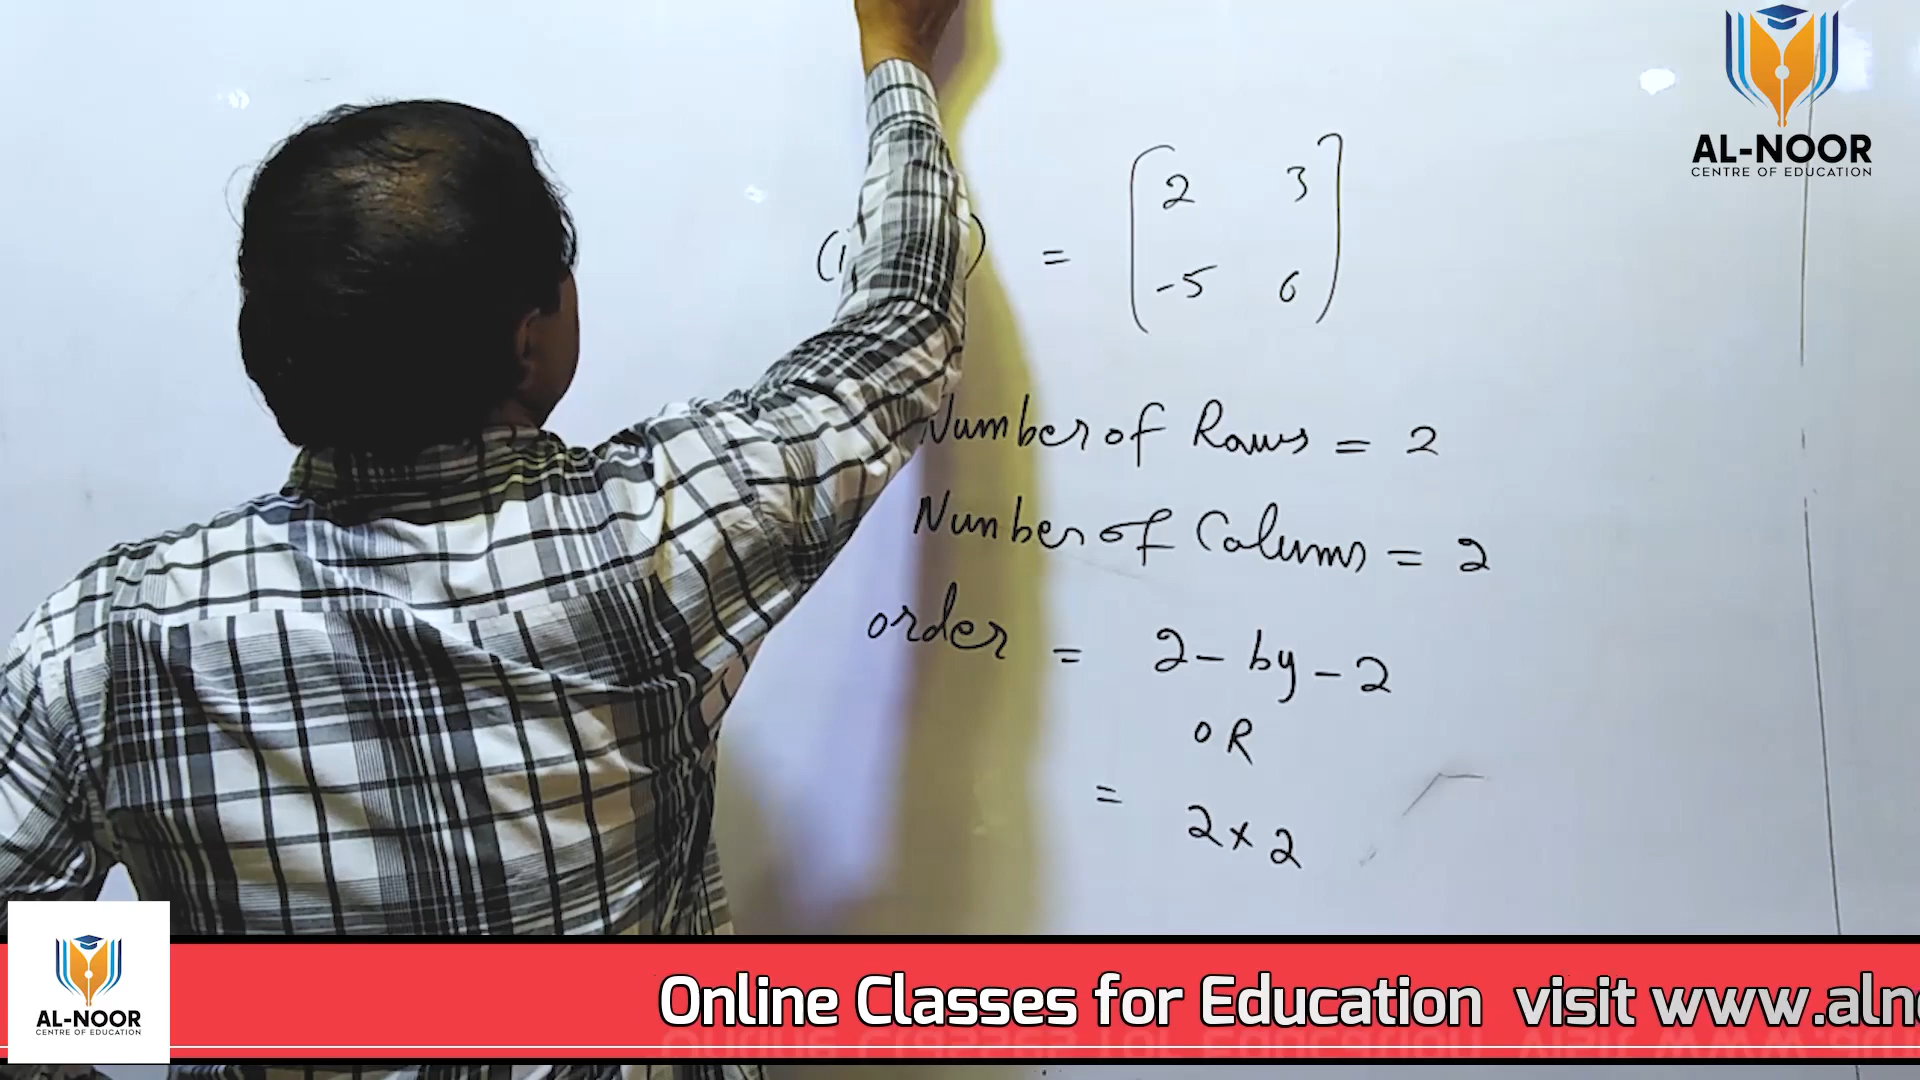 AL-NOOR
CENTRE OF EDUCATION
2 3
= 
-5 6
Number of Rows = 2
Number of Colums = 2
order = 2 - by - 2
OR
= 2 x 2
Online Classes for Education visit www.aln
AL-NOOR
CENTRE OF EDUCATION